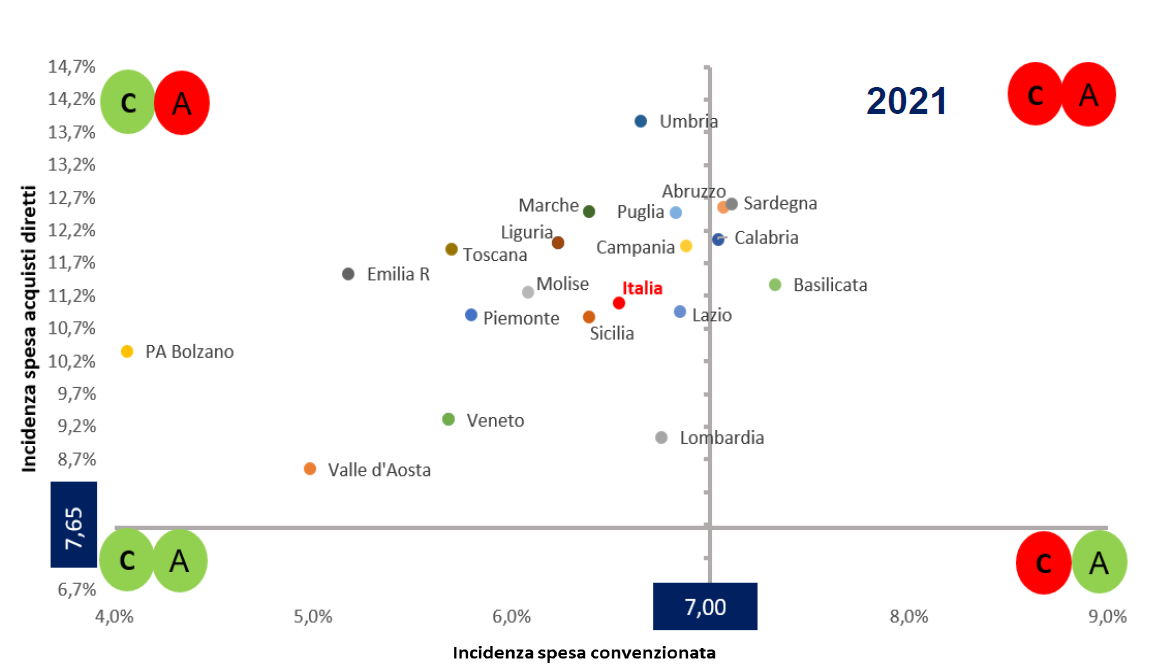 14,7%
14,2%
13,7%
13,2%
12,7%
12,2%
11,7%
11,2%
10,7%
10,2%
9,7%
9,2%
8,7%
7,65
6,7%
Incidenza spesa acquisti diretti
C A
2021
C A
Umbria
Abruzzo
Sardegna
Marche
Puglia
Liguria
Campania
Calabria
Toscana
Emilia R
Molise
Italia
Basilicata
Piemonte
Sicilia
Lazio
PA Bolzano
Veneto
Lombardia
Valle d'Aosta
C A
C A
4,0%
5,0%
6,0%
7,00
8,0%
9,0%
Incidenza spesa convenzionata